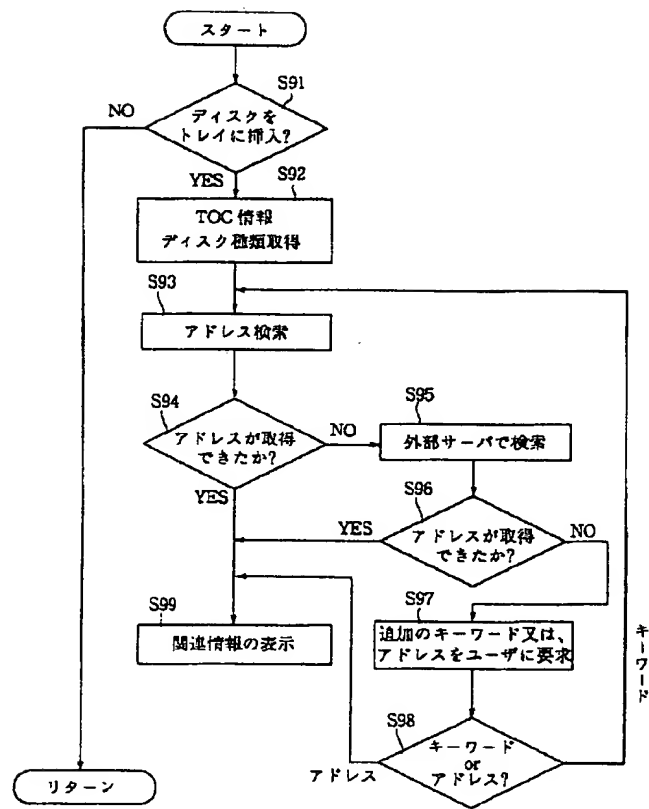 スタート
S91
NO
ディスクを
トレイに挿入?
YES
S92
TOC 情報
ディスク種類取得
S93
アドレス検索
S94
アドレスが取得
できたか?
NO
YES
S95
外部サーバで検索
S96
YES
アドレスが取得
できたか?
NO
S97
追加のキーワード又は、
アドレスをユーザに要求
S99
関連情報の表示
S98
キーワード
or
アドレス?
アドレス
キーワード
リターン